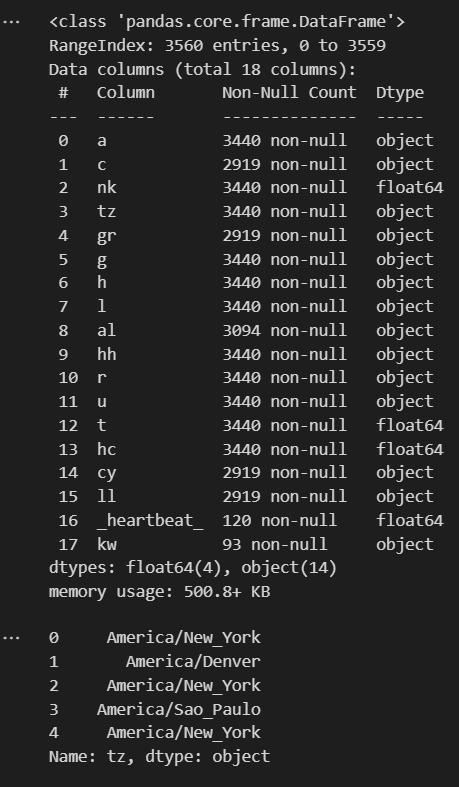 ... <class 'pandas.core.frame.DataFrame'>
RangeIndex: 3560 entries, 0 to 3559
Data columns (total 18 columns):
 #   Column       Non-Null Count  Dtype
---  ------       --------------  -----
 0   a            3440 non-null   object
 1   c            2919 non-null   object
 2   nk           3440 non-null   float64
 3   tz           3440 non-null   object
 4   gr           2919 non-null   object
 5   g            3440 non-null   object
 6   h            3440 non-null   object
 7   l            3440 non-null   object
 8   al           3094 non-null   object
 9   hh           3440 non-null   object
 10  r            3440 non-null   object
 11  u            3440 non-null   object
 12  t            3440 non-null   float64
 13  hc           3440 non-null   float64
 14  cy           2919 non-null   object
 15  ll           2919 non-null   object
 16  _heartbeat_  120 non-null    float64
 17  kw           93 non-null     object
dtypes: float64(4), object(14)
memory usage: 500.8+ KB
... 0     America/New_York
1       America/Denver
2     America/New_York
3    America/Sao_Paulo
4     America/New_York
Name: tz, dtype: object